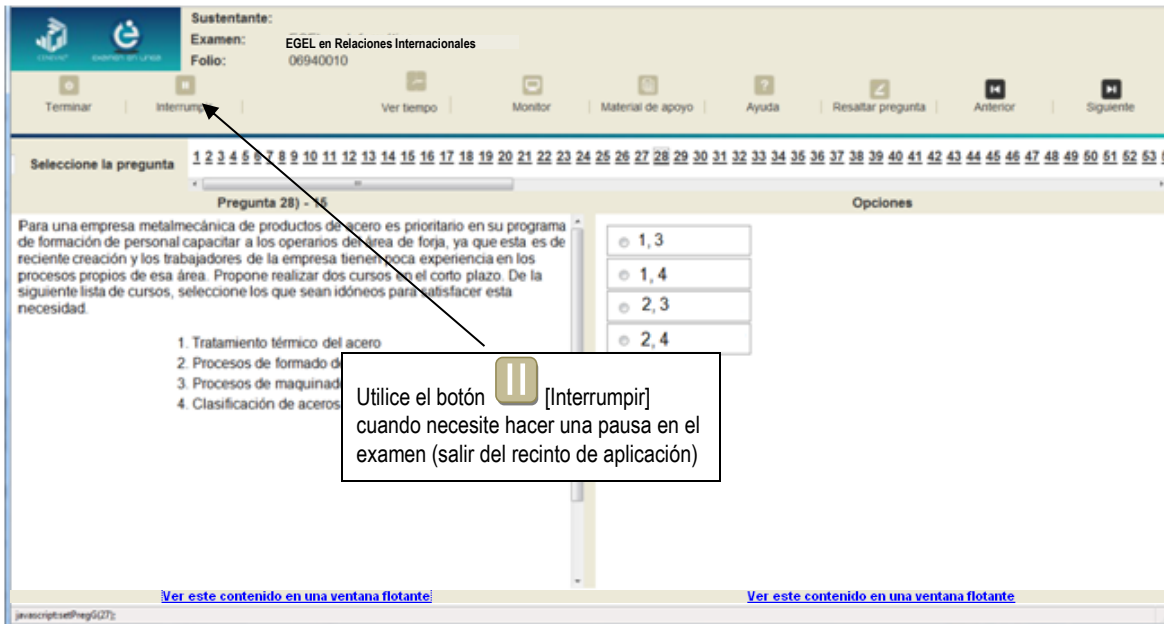 Sustentante:
Examen: EGEL en Relaciones Internacionales
Folio: 06940010
Terminar
Interrumpir
Ver tiempo
Monitor
Material de apoyo
Ayuda
Resaltar pregunta
Anterior
Siguiente
Seleccione la pregunta
1 2 3 4 5 6 7 8 9 10 11 12 13 14 15 16 17 18 19 20 21 22 23 24 25 26 27 28 29 30 31 32 33 34 35 36 37 38 39 40 41 42 43 44 45 46 47 48 49 50 51 52 53
Pregunta 28) - 15
Para una empresa metalmecánica de productos de acero es prioritario en su programa
de formación de personal capacitar a los operarios del área de forja, ya que esta es de
reciente creación y los trabajadores de la empresa tienen poca experiencia en los
procesos propios de esa área. Propone realizar dos cursos en el corto plazo. De la
siguiente lista de cursos, seleccione los que sean idóneos para satisfacer esta
necesidad.
1. Tratamiento térmico del acero
2. Procesos de formado
3. Procesos de
4. Clasificación de aceros
Opciones
1, 3
1, 4
2, 3
2, 4
Utilice el botón [Interrumpir]
cuando necesite hacer una pausa en el
examen (salir del recinto de aplicación)
Ver este contenido en una ventana flotante
Ver este contenido en una ventana flotante
javascript:setPregG(27);